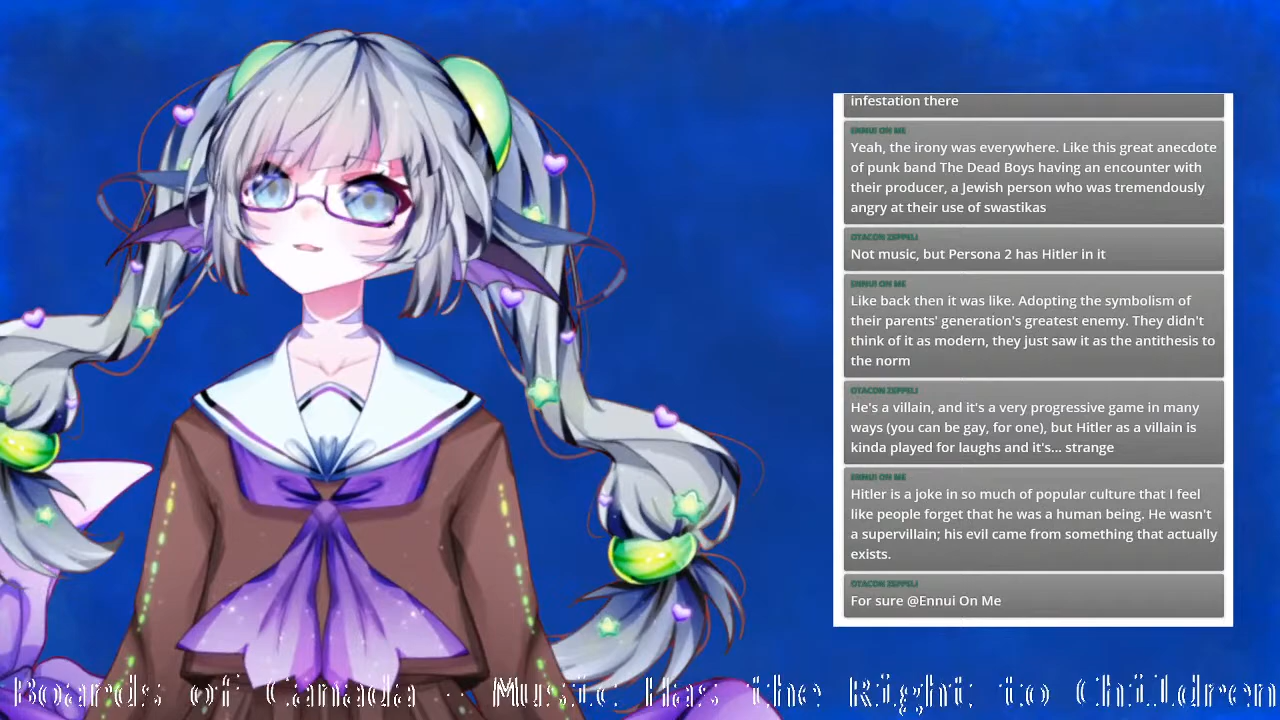 infestation there
ENNUI ON ME
Yeah, the irony was everywhere. Like this great anecdote
of punk band The Dead Boys having an encounter with
their producer, a Jewish person who was tremendously
angry at their use of swastikas
OTACON ZEPPELI
Not music, but Persona 2 has Hitler in it
ENNUI ON ME
Like back then it was like. Adopting the symbolism of
their parents' generation's greatest enemy. They didn't
think of it as modern, they just saw it as the antithesis to
the norm
OTACON ZEPPELI
He's a villain, and it's a very progressive game in many
ways (you can be gay, for one), but Hitler as a villain is
kinda played for laughs and it's... strange
ENNUI ON ME
Hitler is a joke in so much of popular culture that I feel
like people forget that he was a human being. He wasn't
a supervillain; his evil came from something that actually
exists.
OTACON ZEPPELI
For sure @Ennui On Me
Boards of Canada -- Music Has the Right to Children